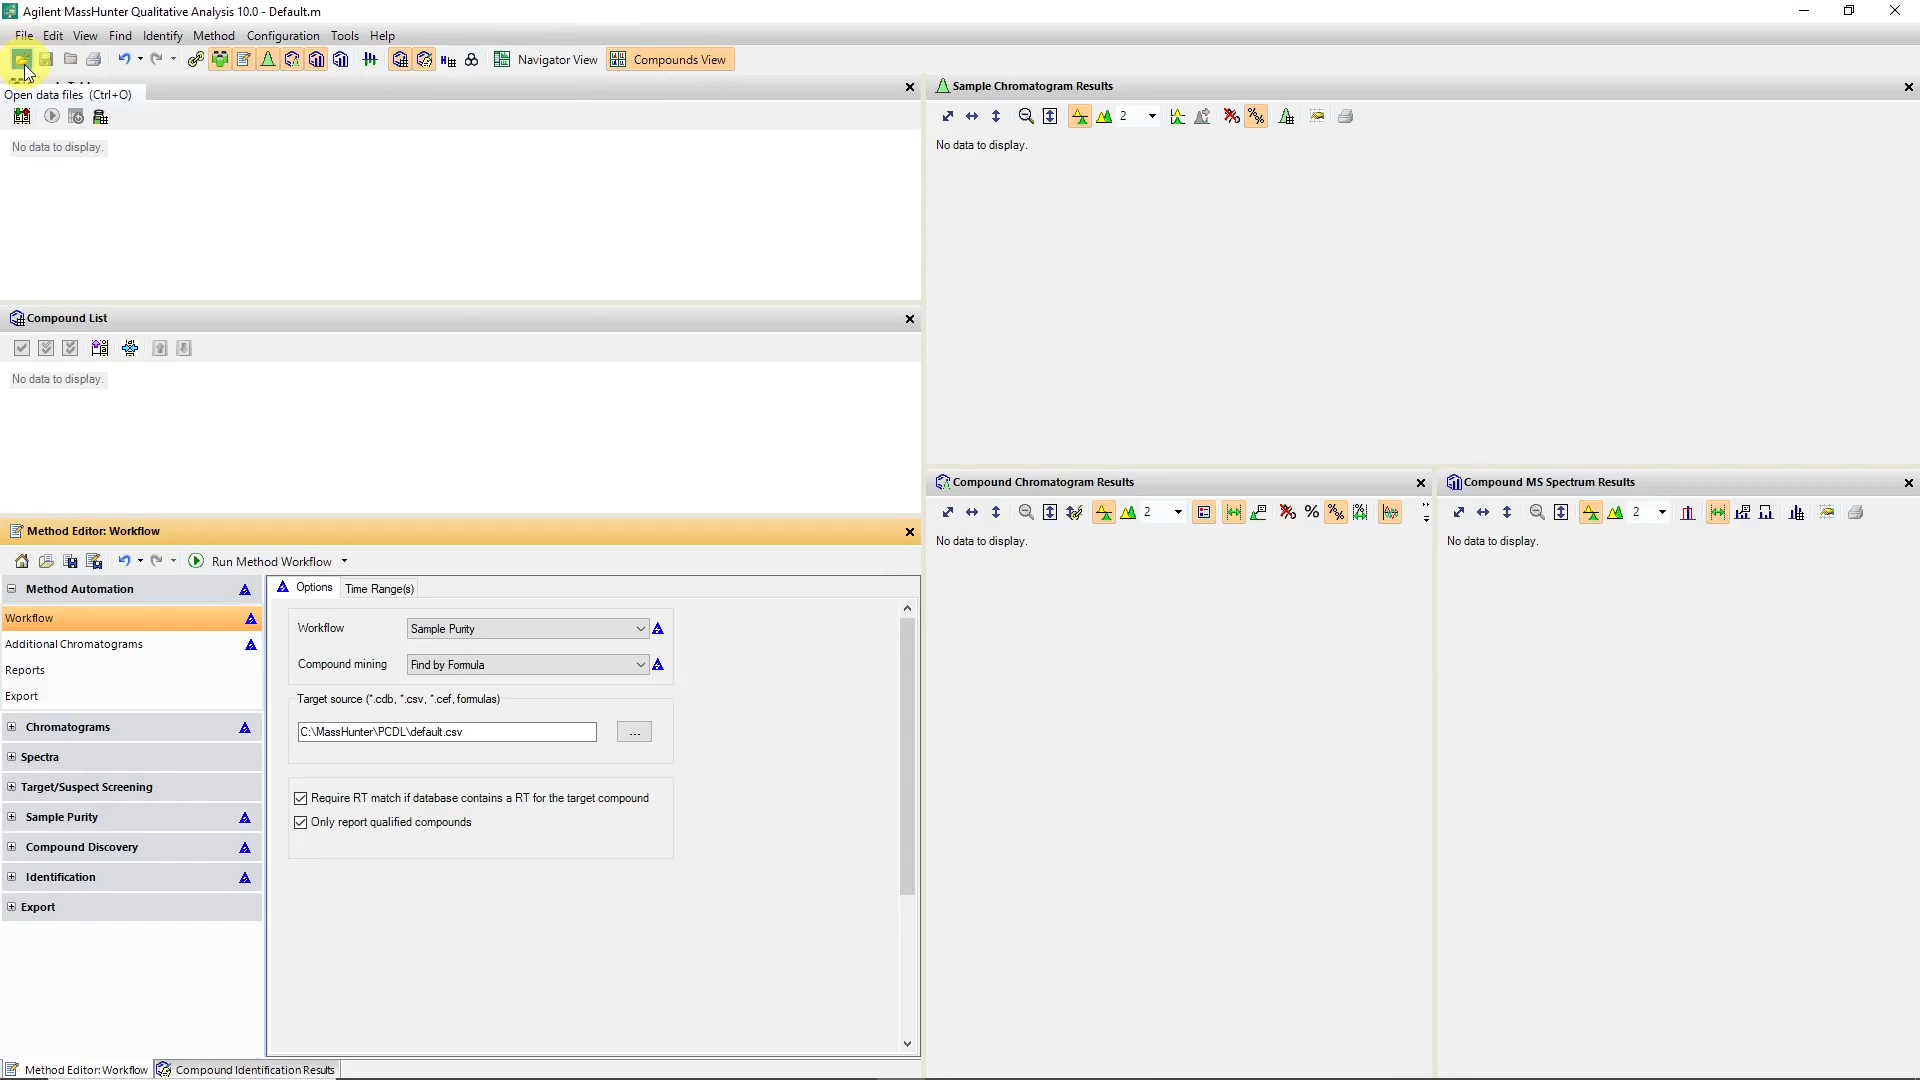 Agilent MassHunter Qualitative Analysis 10.0 - Default.m
File Edit View Find Identify Method Configuration Tools Help
Navigator View Compounds View
Open data files (Ctrl+O)
No data to display.
Compound List
No data to display.
Method Editor: Workflow
Run Method Workflow
Method Automation
Workflow
Additional Chromatograms
Reports
Export
Chromatograms
Spectra
Target/Suspect Screening
Sample Purity
Compound Discovery
Identification
Export
Options Time Range(s)
Workflow Sample Purity
Compound mining Find by Formula
Target source (*.cdb, *.csv, *.cef, formulas)
C:\MassHunter\PCDL\default.csv ...
Require RT match if database contains a RT for the target compound
Only report qualified compounds
Method Editor: Workflow Compound Identification Results
Sample Chromatogram Results
2
No data to display.
Compound Chromatogram Results
2
No data to display.
Compound MS Spectrum Results
2
No data to display.